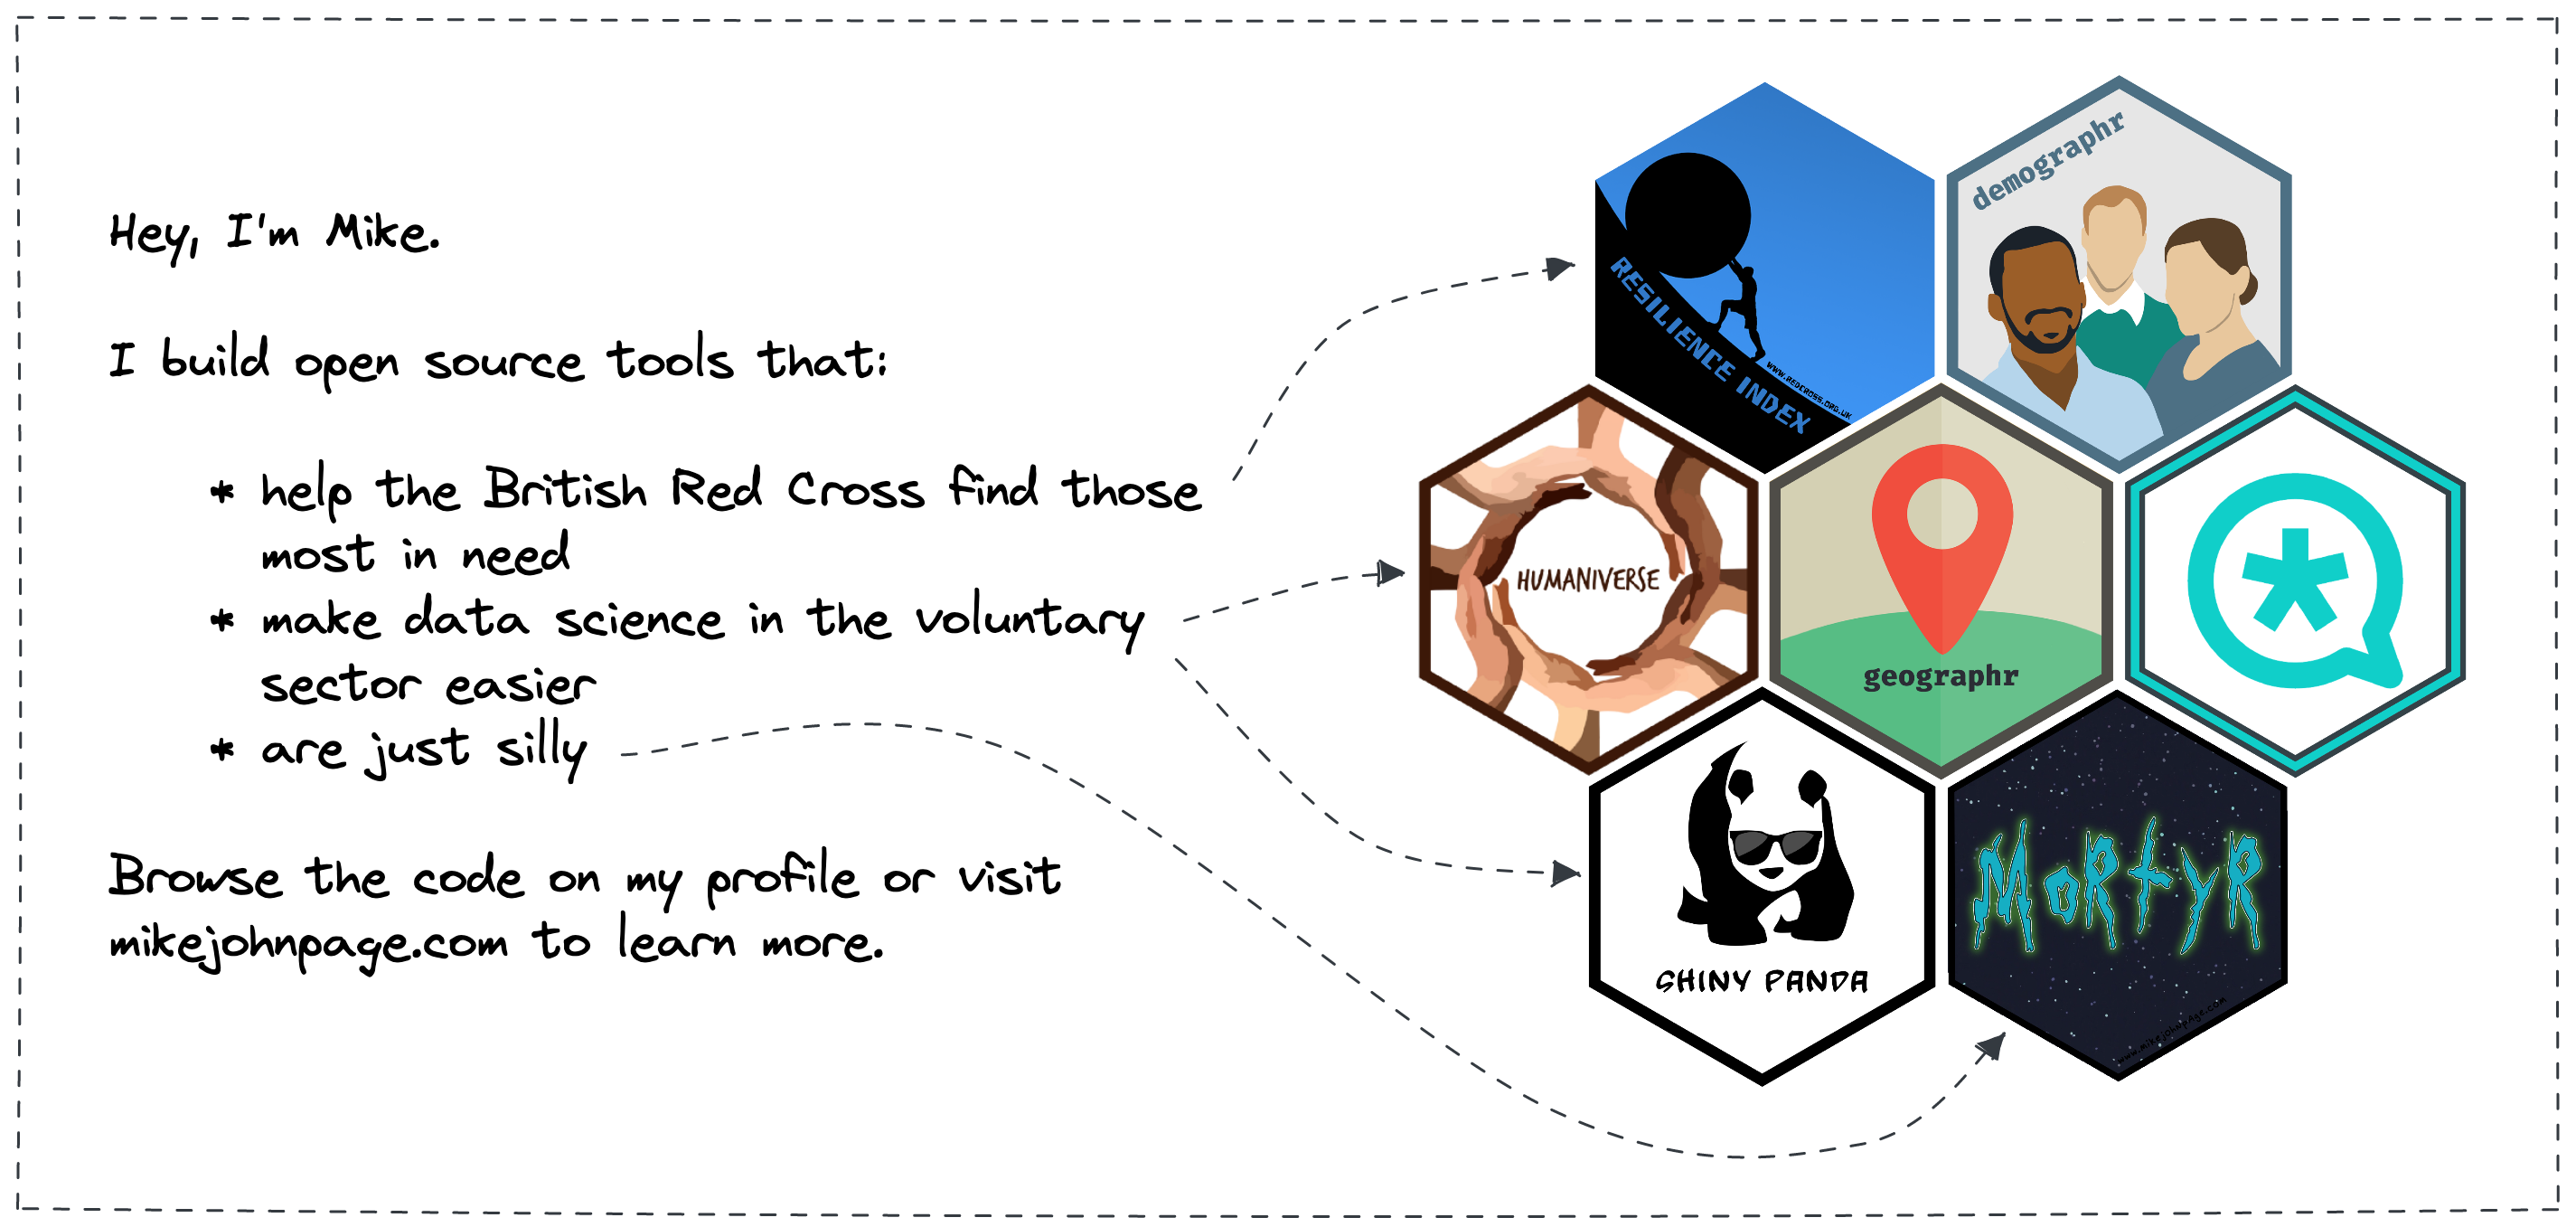 Hey, I'm Mike.
I build open source tools that:
* help the British Red Cross find those
most in need
* make data science in the voluntary
sector easier
* are just silly
Browse the code on my profile or visit
mikejohnpage.com to learn more.
RESILIENCE INDEX
WWW.REDCROSS.ORG.UK
demographr
HUMANIVERSE
geographr
SHINY PANDA
MoRtyR
www.mikejohnpage.com